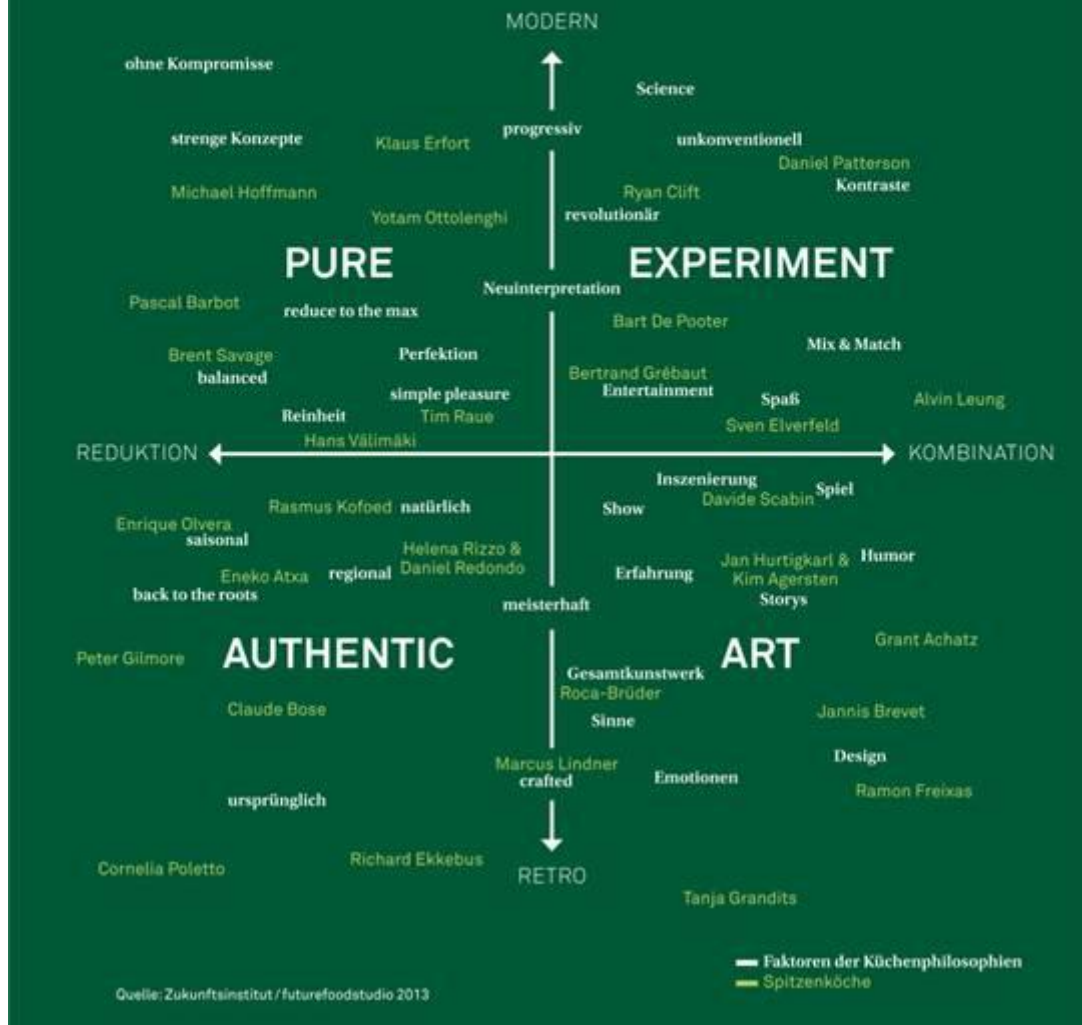 MODERN
ohne Kompromisse
Science
progressiv
strenge Konzepte
Klaus Erfort
unkonventionell
Daniel Patterson
Kontraste
Michael Hoffmann
Ryan Clift
Yotam Ottolenghi
revolutionär
PURE
EXPERIMENT
Neuinterpretation
Pascal Barbot
reduce to the max
Bart De Pooter
Mix & Match
Brent Savage
Perfektion
balanced
Bertrand Grébaut
Entertainment
simple pleasure
Spaß
Alvin Leung
Reinheit
Tim Raue
Sven Elverfeld
Hans Välimäki
REDUKTION
KOMBINATION
Inszenierung
Spiel
Davide Scabin
Rasmus Kofoed
natürlich
Show
Enrique Olvera
saisonal
Helena Rizzo &
Daniel Redondo
Jan Hurtigkarl &
Kim Agersten
Humor
Eneko Atxa
regional
Erfahrung
back to the roots
meisterhaft
Storys
Peter Gilmore
AUTHENTIC
ART
Grant Achatz
Gesamtkunstwerk
Roca-Brüder
Claude Bose
Sinne
Jannis Brevet
Marcus Lindner
crafted
Emotionen
Design
Ramon Freixas
ursprünglich
Cornelia Poletto
Richard Ekkebus
RETRO
Tanja Grandits
Faktoren der Küchenphilosophien
Spitzenköche
Quelle: Zukunftsinstitut / futurefoodstudio 2013